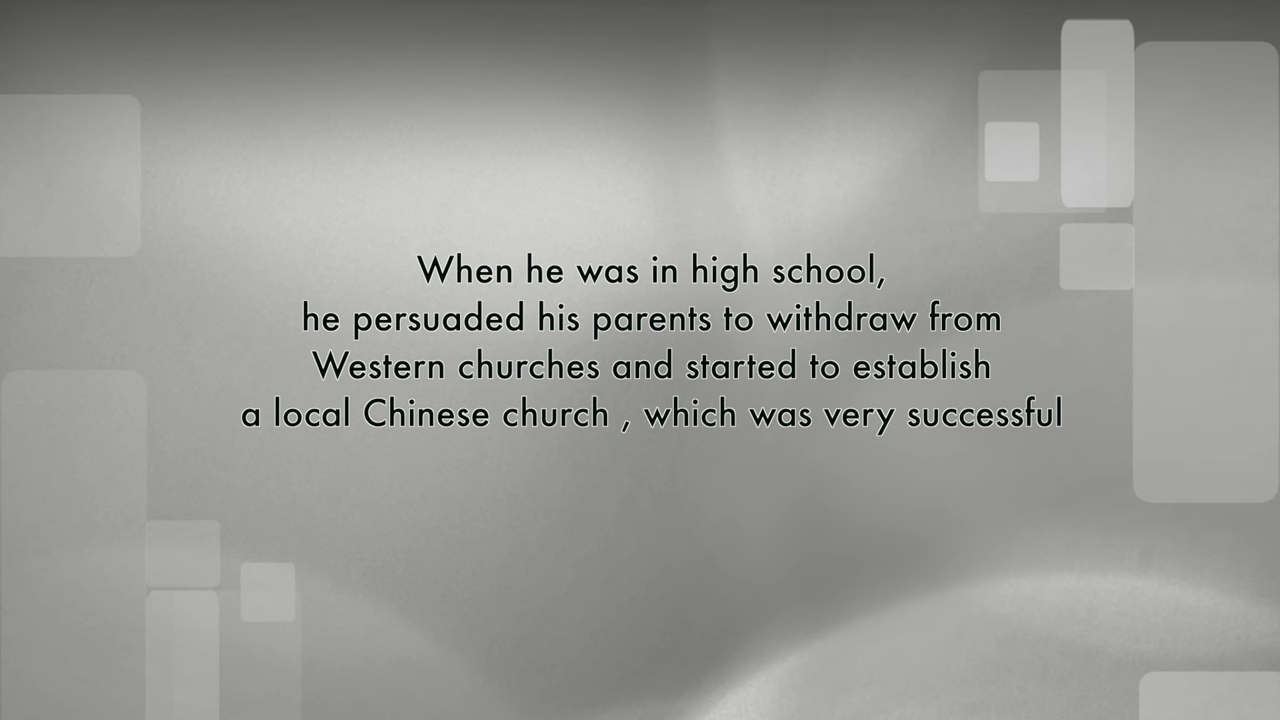 When he was in high school,
he persuaded his parents to withdraw from
Western churches and started to establish
a local Chinese church , which was very successful